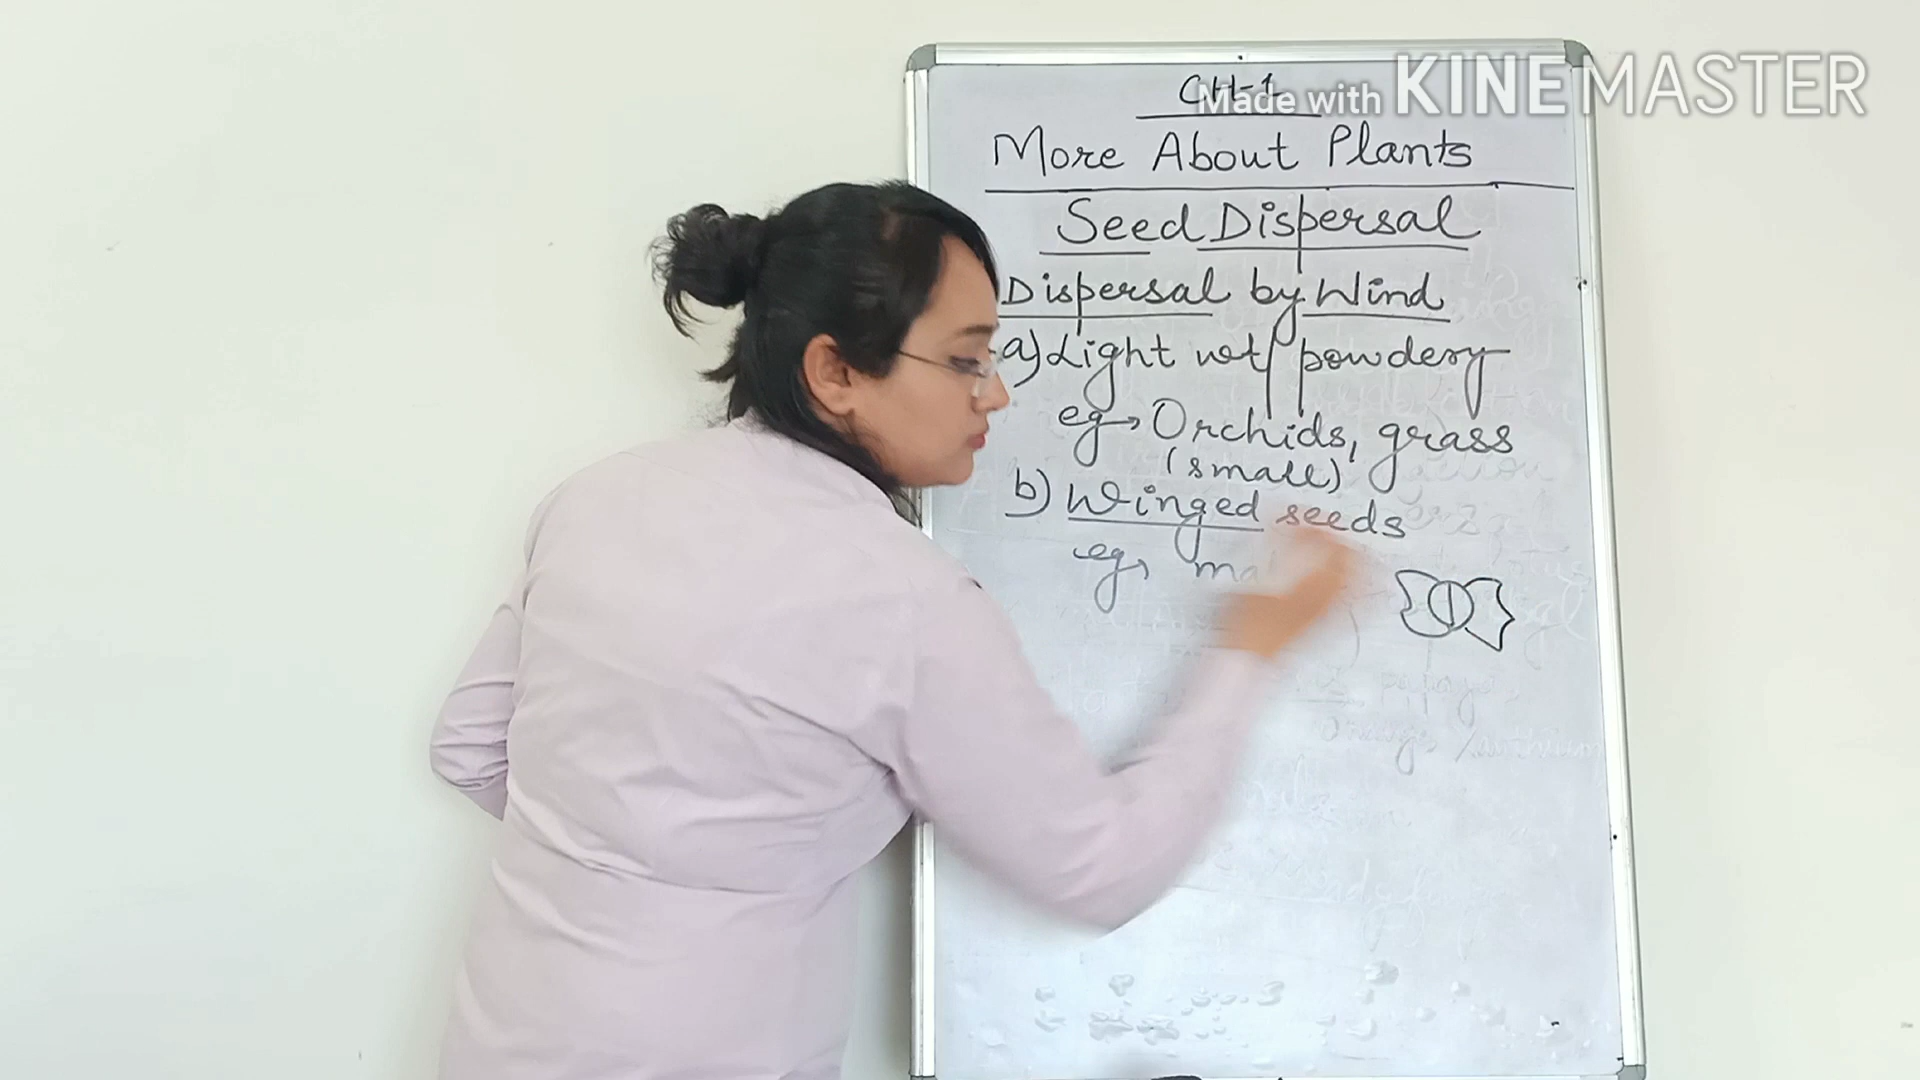 CH-1
Made with KINEMASTER
More About Plants
Seed Dispersal
Dispersal by Wind
a) Light wt/ powdery
eg→ Orchids, grass
(small)
b) Winged seeds
eg→